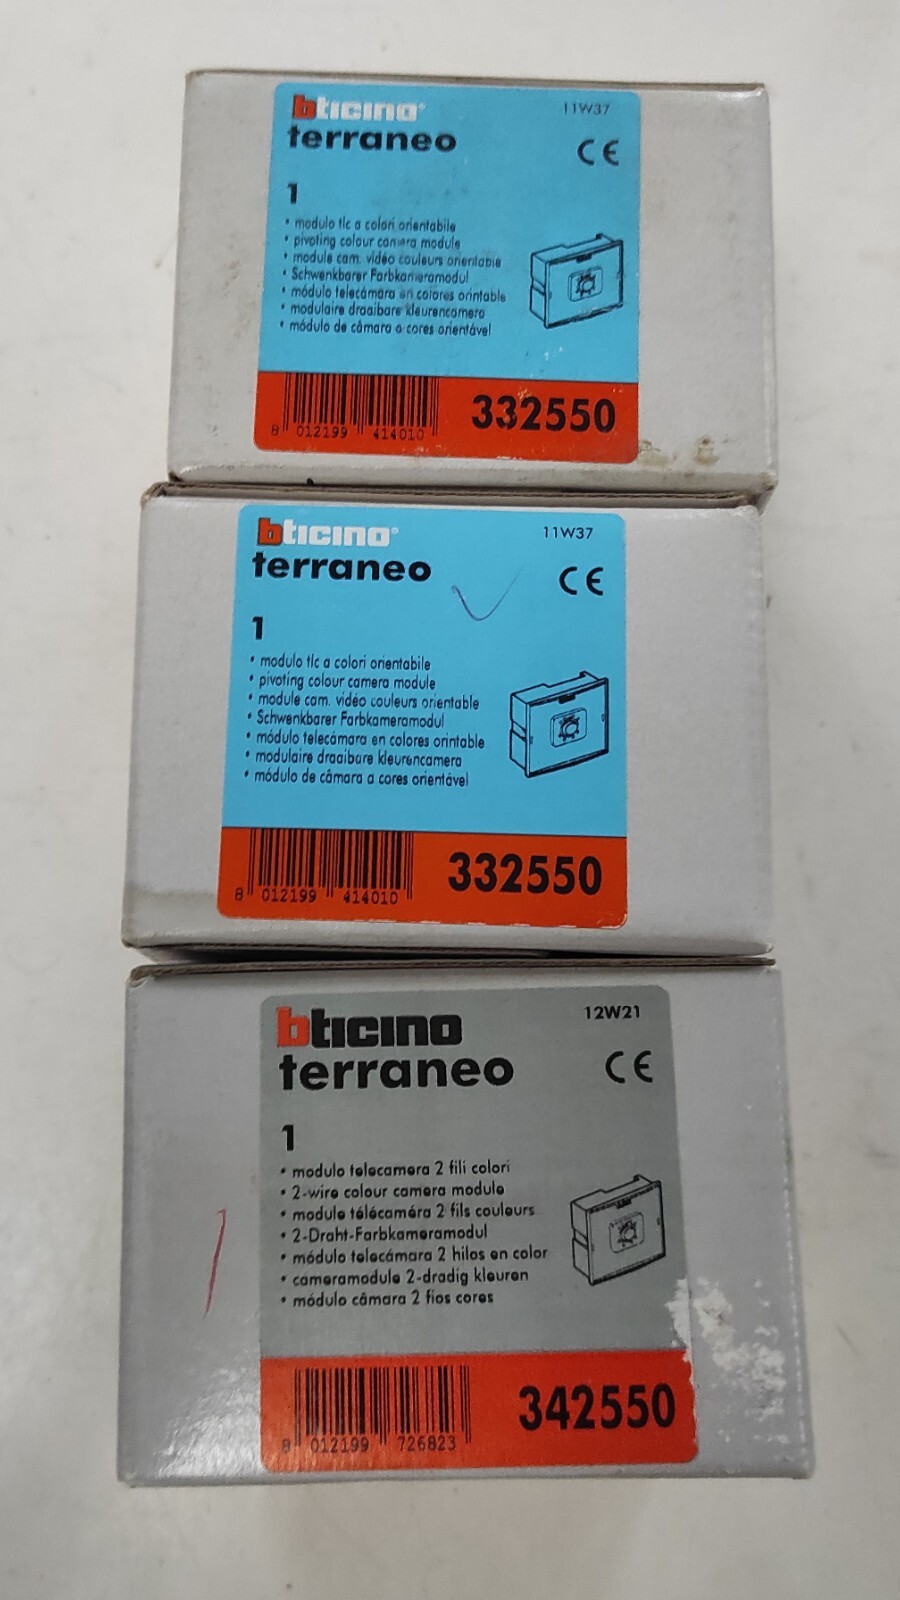 bticino®
11W37
terraneo
CE
1
• modulo tlc a colori orientabile
• pivoting colour camera module
• module cam. vidéo couleurs orientable
• Schwenkbarer Farbkameramodul
• módulo telecámara en colores orintable
• modulaire draaibare kleurencamera
• módulo de câmara a cores orientável
8 012199 414010
332550
bticino®
11W37
terraneo
CE
1
• modulo tlc a colori orientabile
• pivoting colour camera module
• module cam. vidéo couleurs orientable
• Schwenkbarer Farbkameramodul
• módulo telecámara en colores orintable
• modulaire draaibare kleurencamera
• módulo de câmara a cores orientável
8 012199 414010
332550
bticino
12W21
terraneo
CE
1
• modulo telecamera 2 fili colori
• 2-wire colour camera module
• module télécaméra 2 fils couleurs
• 2-Draht-Farbkameramodul
• módulo telecámara 2 hilos en color
• cameramodule 2-dradig kleuren
• módulo câmara 2 fios cores
8 012199 726823
342550